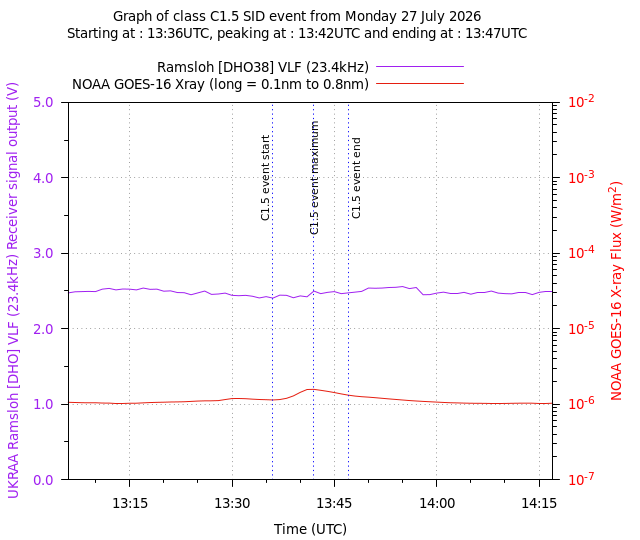 Graph of class C1.5 SID event from Monday 27 July 2026
Starting at : 13:36UTC, peaking at : 13:42UTC and ending at : 13:47UTC
Ramsloh [DHO38] VLF (23.4kHz)
NOAA GOES-16 Xray (long = 0.1nm to 0.8nm)
UKRAA Ramsloh [DHO] VLF (23.4kHz) Receiver signal output (V)
5.0
4.0
3.0
2.0
1.0
0.0
C1.5 event start
C1.5 event maximum
C1.5 event end
10⁻²
10⁻³
10⁻⁴
10⁻⁵
10⁻⁶
10⁻⁷
NOAA GOES-16 X-ray Flux (W/m²)
13:15 13:30 13:45 14:00 14:15
Time (UTC)